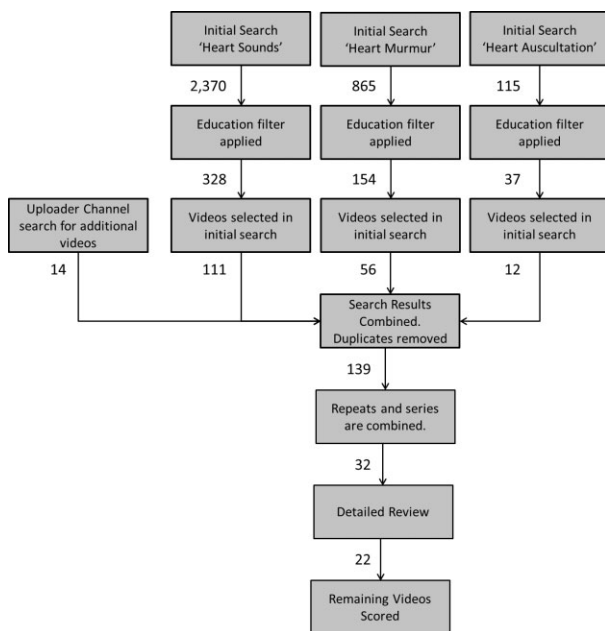 Initial Search
‘Heart Sounds’
Initial Search
‘Heart Murmur’
Initial Search
‘Heart Auscultation’
2,370
865
115
Education filter
applied
Education filter
applied
Education filter
applied
328
154
37
Uploader Channel
search for additional
videos
Videos selected in
initial search
Videos selected in
initial search
Videos selected in
initial search
14
111
56
12
Search Results
Combined.
Duplicates removed
139
Repeats and series
are combined.
32
Detailed Review
22
Remaining Videos
Scored